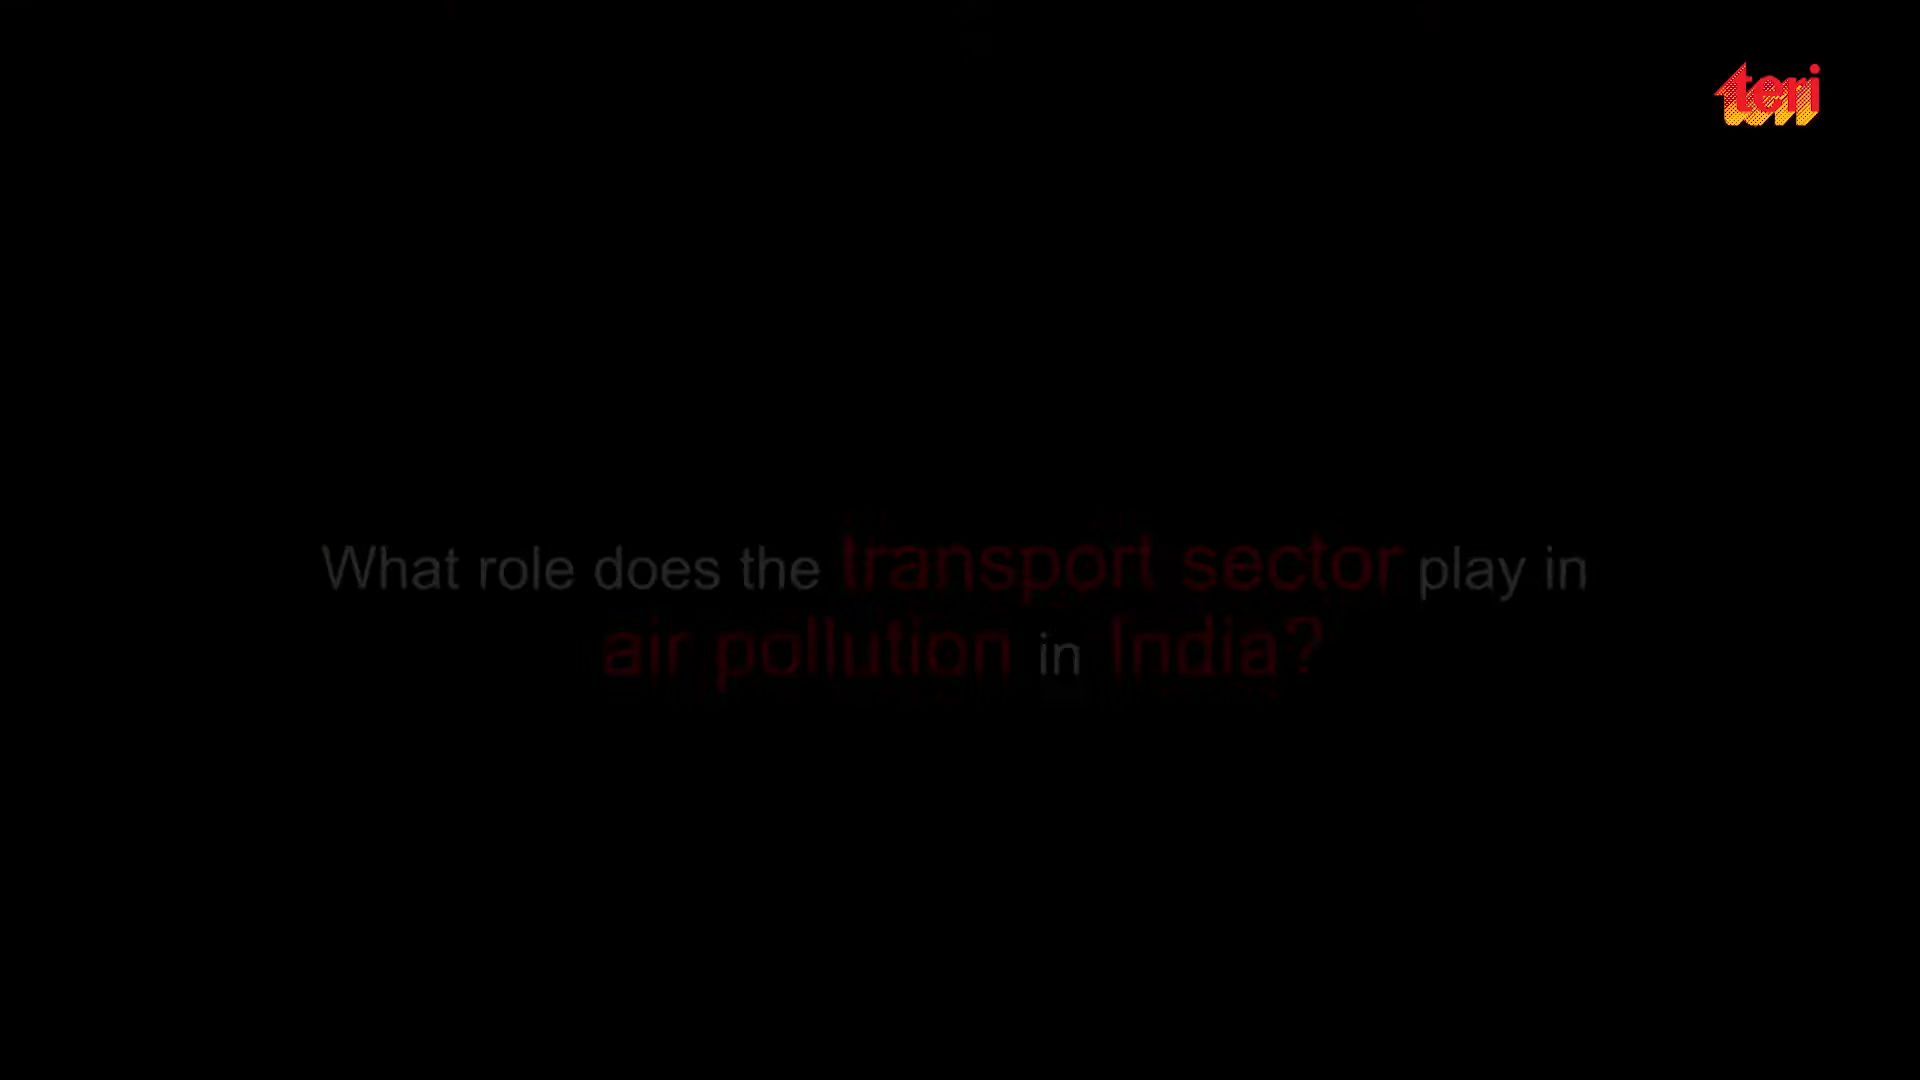 teri
What role does the transport sector play in
air pollution in India?